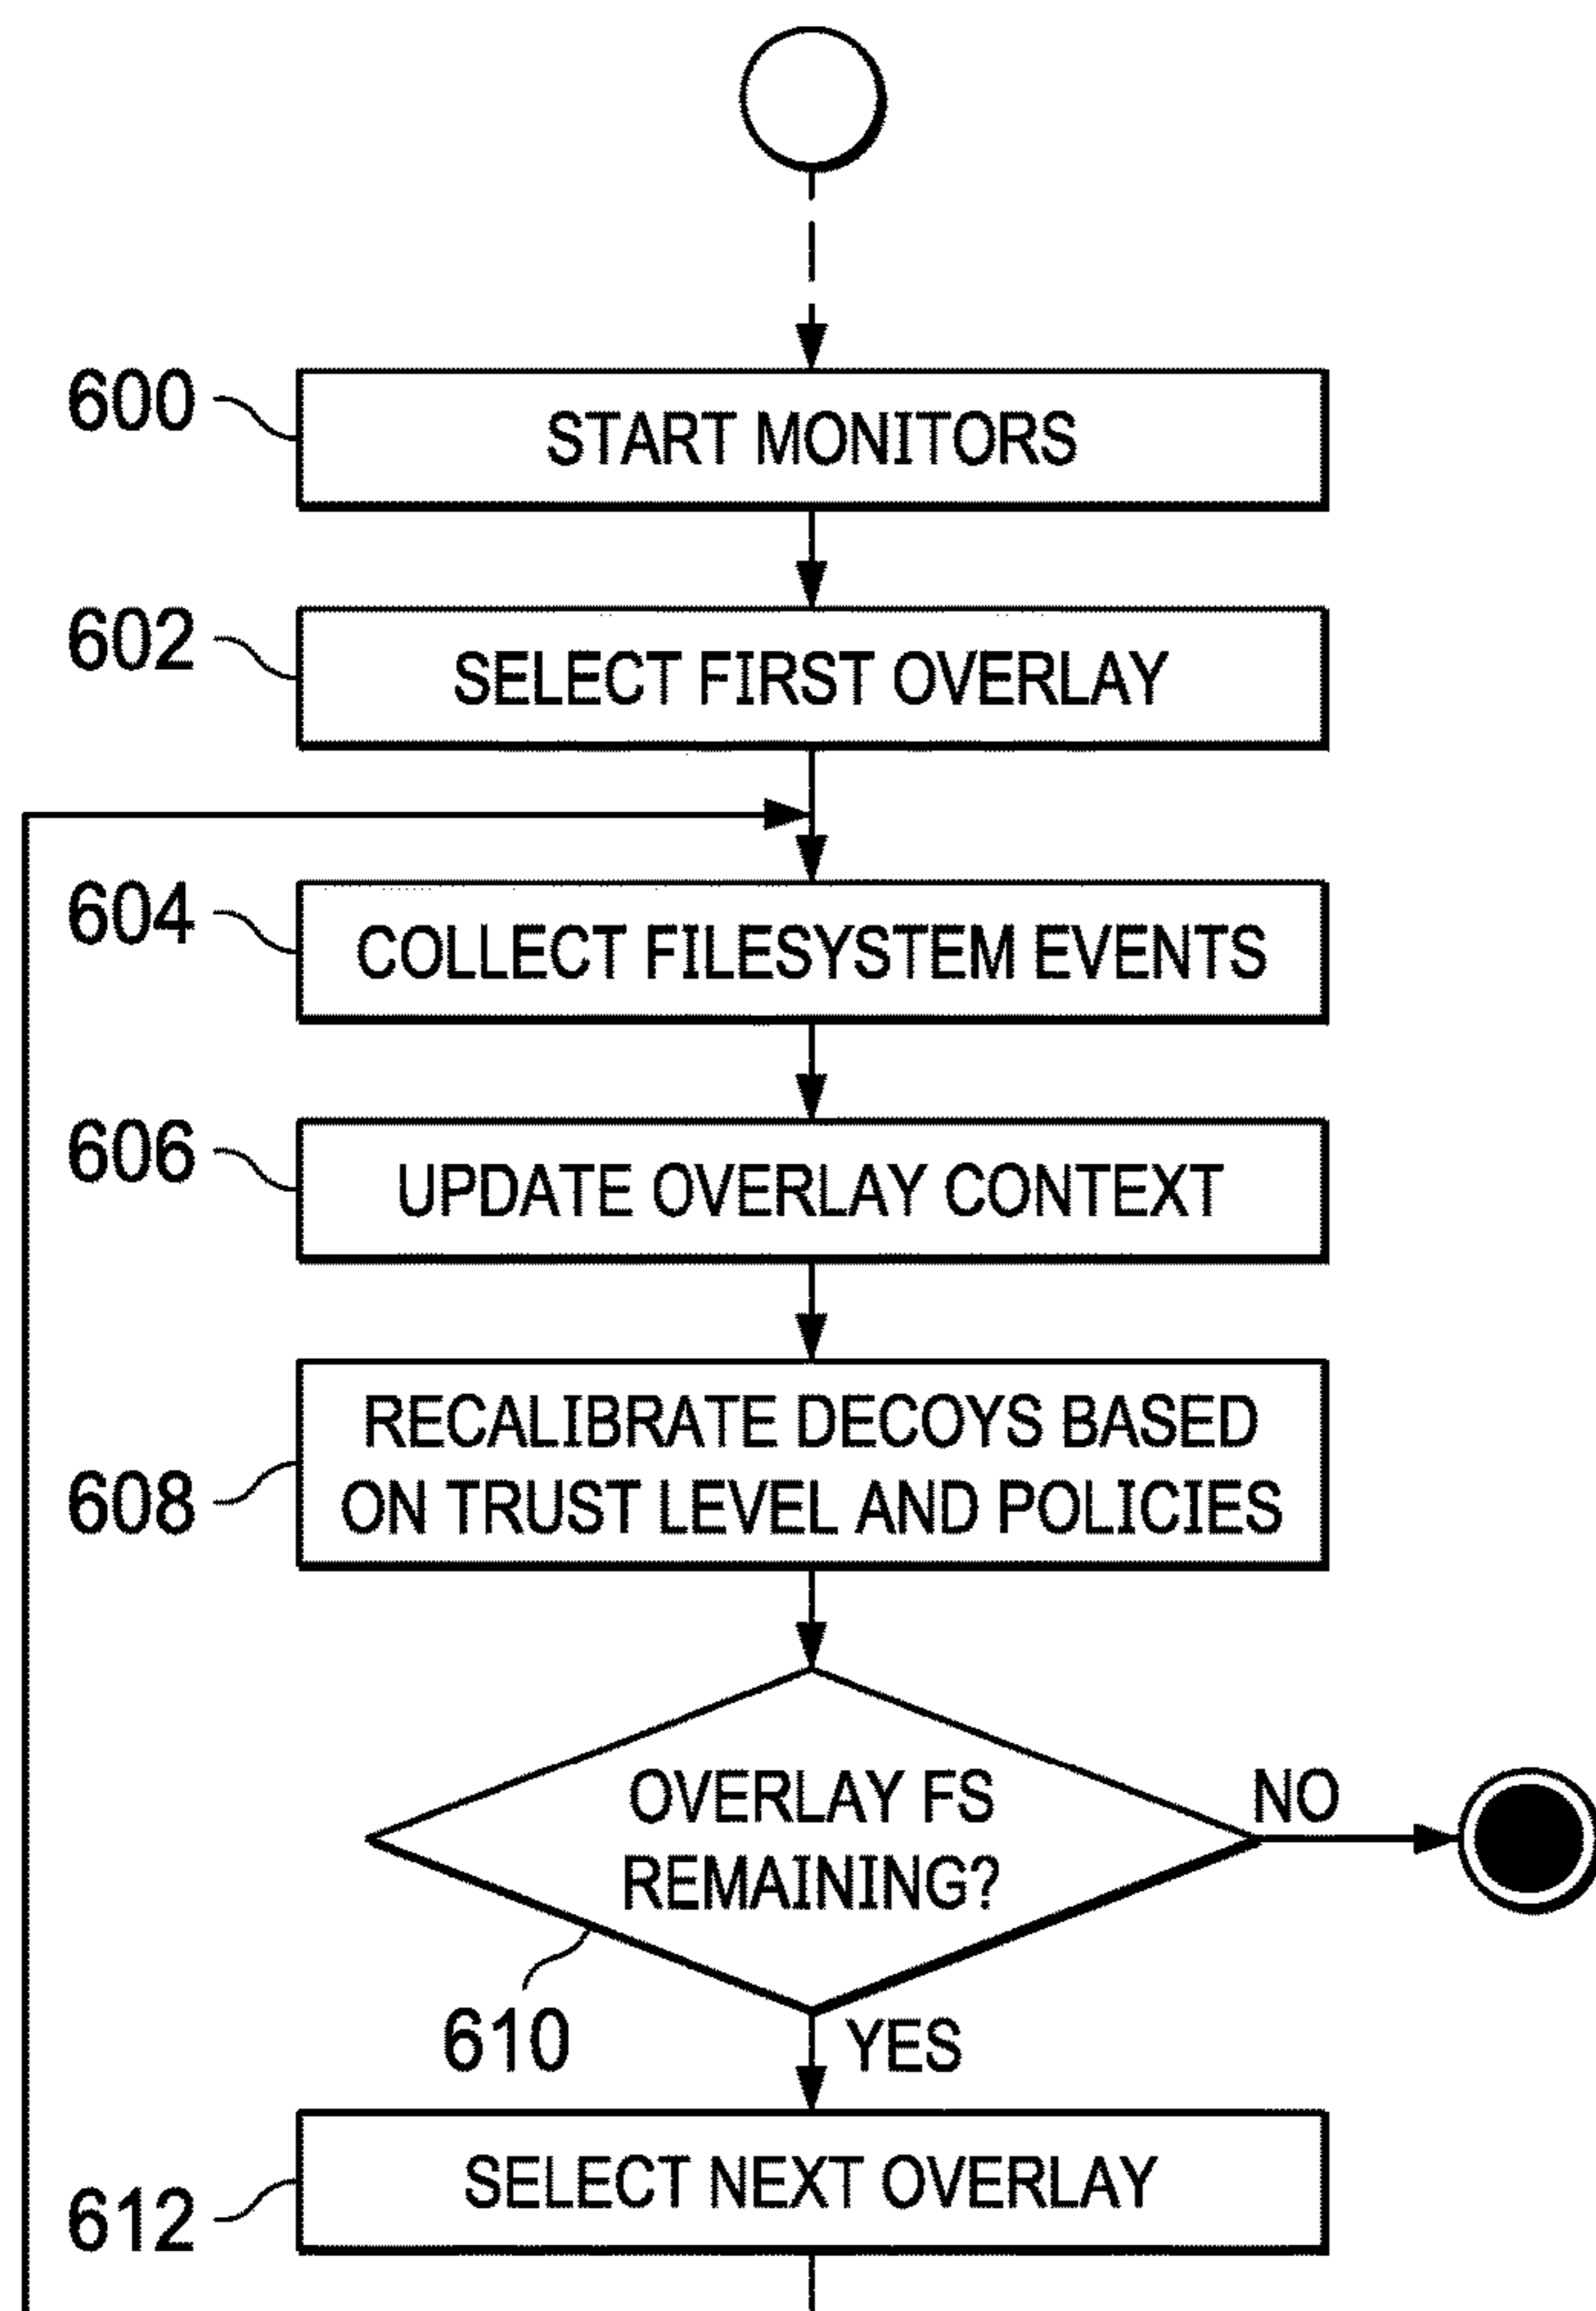 600
START MONITORS
602
SELECT FIRST OVERLAY
604
COLLECT FILESYSTEM EVENTS
606
UPDATE OVERLAY CONTEXT
608
RECALIBRATE DECOYS BASED
ON TRUST LEVEL AND POLICIES
OVERLAY FS
REMAINING?
NO
610
YES
612
SELECT NEXT OVERLAY